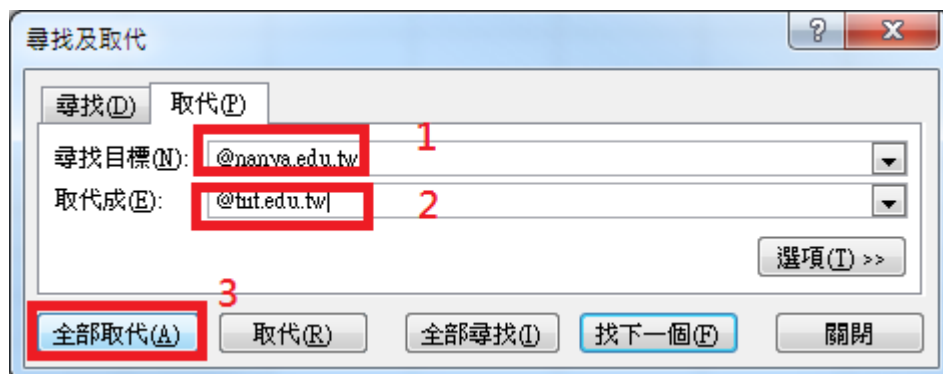 尋找及取代
尋找(D) 取代(P)
1
尋找目標(N): @nanya.edu.tw
取代成(E): @tiit.edu.tw
2
選項(T) >>
3
全部取代(A) 取代(R) 全部尋找(I) 找下一個(F) 關閉